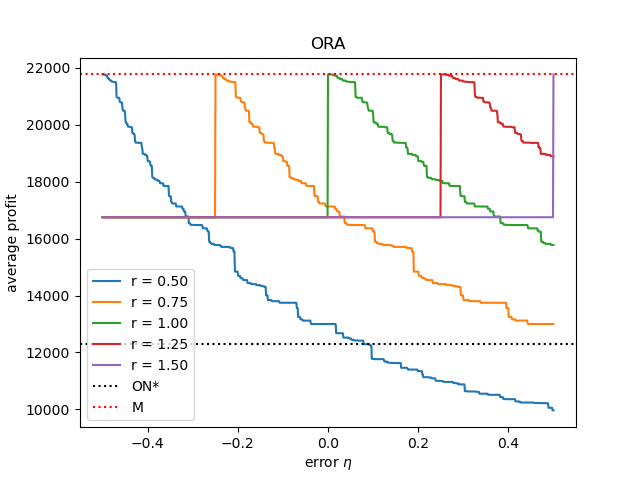 ORA
22000
20000
18000
16000
14000
12000
10000
average profit
r = 0.50
r = 0.75
r = 1.00
r = 1.25
r = 1.50
ON*
M
−0.4 −0.2 0.0 0.2 0.4
error η